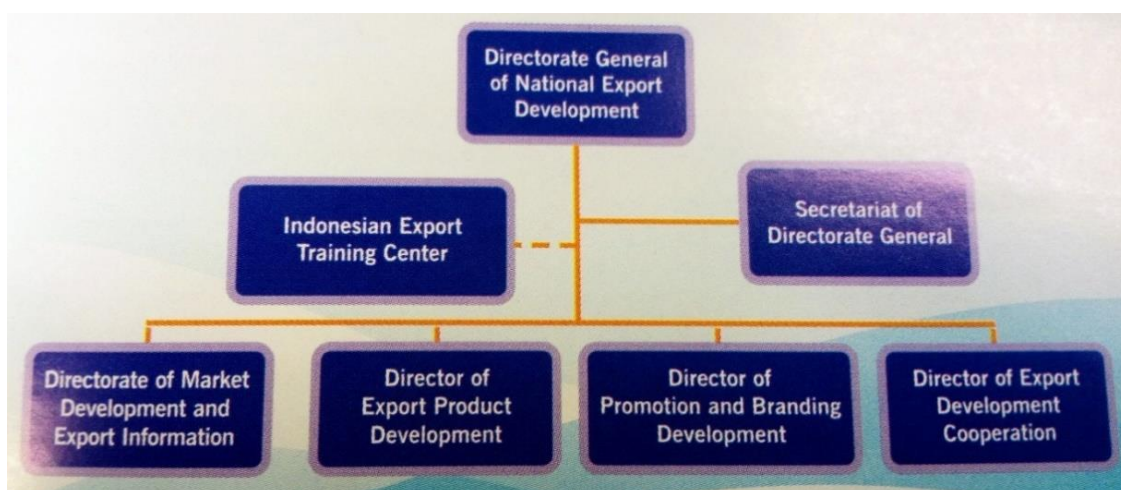 Directorate General
of National Export
Development
Indonesian Export
Training Center
Secretariat of
Directorate General
Directorate of Market
Development and
Export Information
Director of
Export Product
Development
Director of
Promotion and Branding
Development
Director of Export
Development
Cooperation